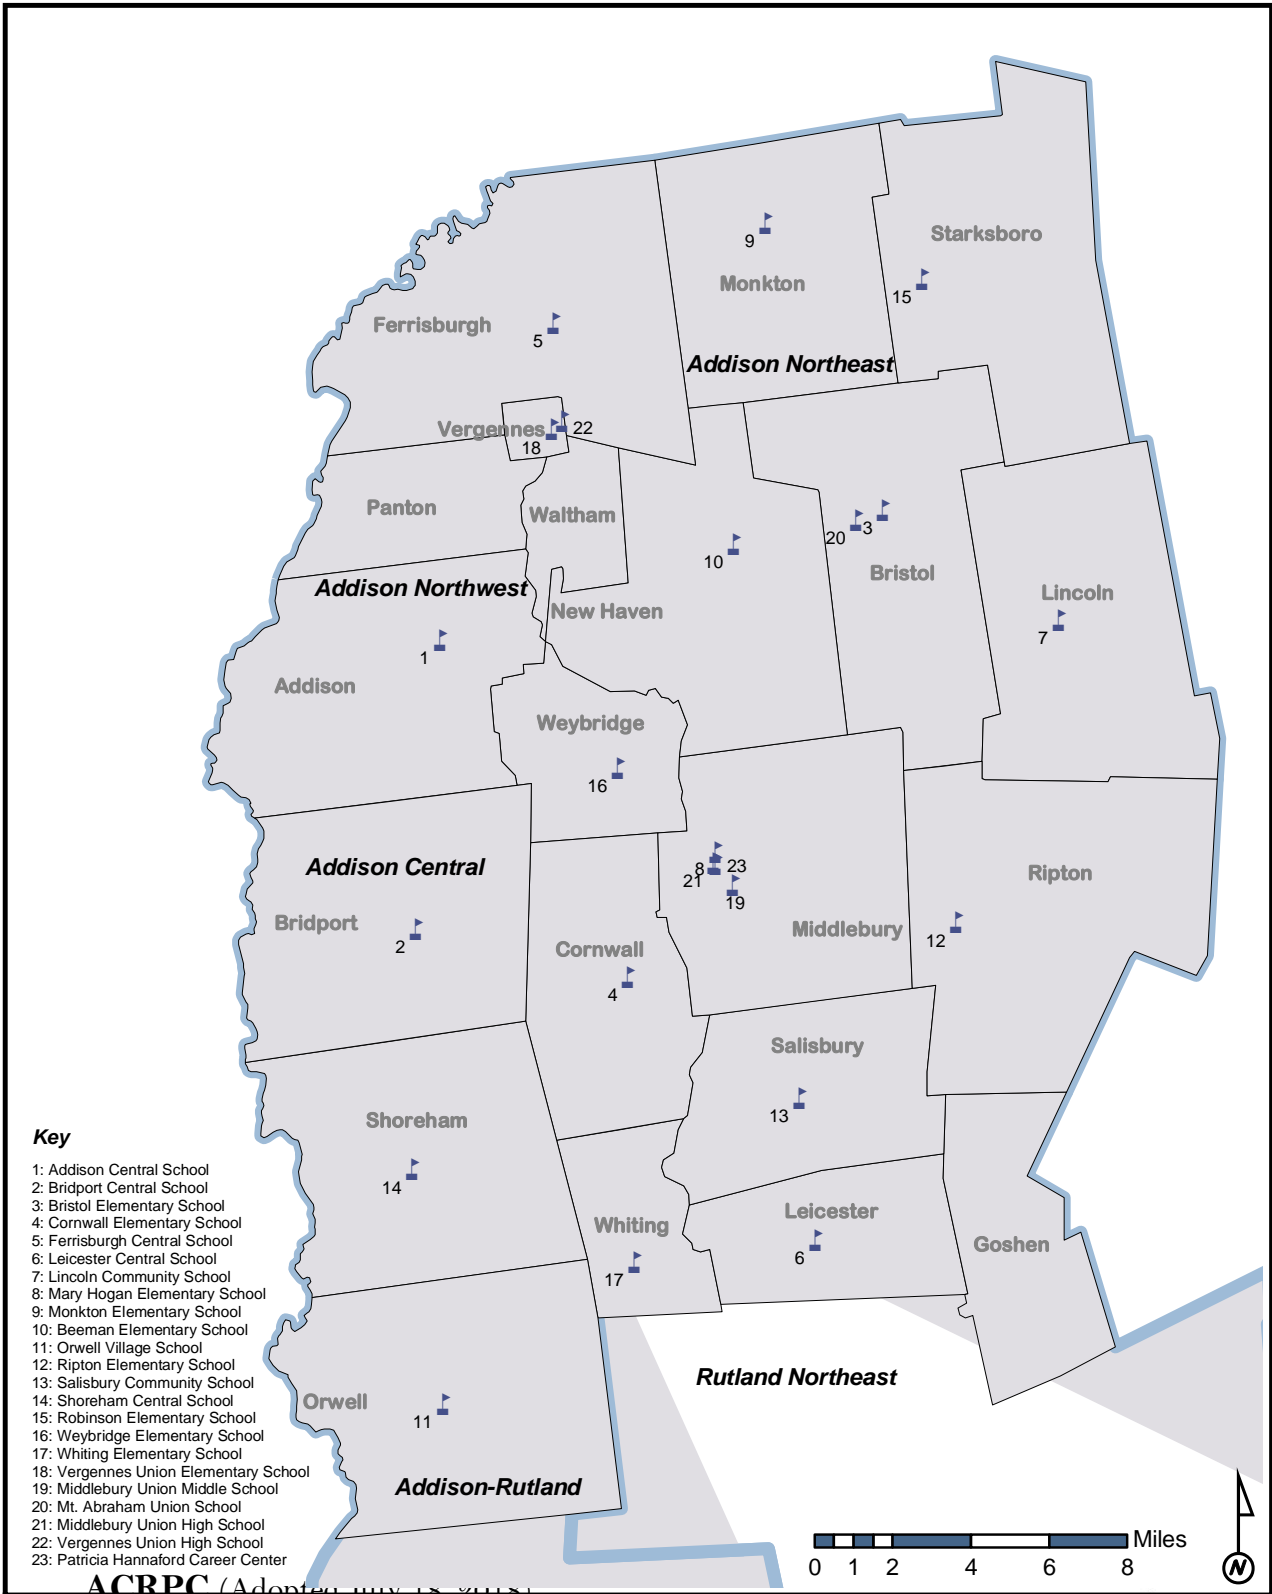 Starksboro
9
Monkton
15
Ferrisburgh
5
Addison Northeast
Vergennes
22
18
Panton
Waltham
20
3
10
Bristol
Addison Northwest
Lincoln
New Haven
7
1
Addison
Weybridge
16
Addison Central
8
23
21
19
Ripton
Bridport
2
Middlebury
12
Cornwall
4
Salisbury
13
Shoreham
14
Leicester
Whiting
6
Goshen
17
Rutland Northeast
Orwell
11
Addison-Rutland
Key
1: Addison Central School
2: Bridport Central School
3: Bristol Elementary School
4: Cornwall Elementary School
5: Ferrisburgh Central School
6: Leicester Central School
7: Lincoln Community School
8: Mary Hogan Elementary School
9: Monkton Elementary School
10: Beeman Elementary School
11: Orwell Village School
12: Ripton Elementary School
13: Salisbury Community School
14: Shoreham Central School
15: Robinson Elementary School
16: Weybridge Elementary School
17: Whiting Elementary School
18: Vergennes Union Elementary School
19: Middlebury Union Middle School
20: Mt. Abraham Union School
21: Middlebury Union High School
22: Vergennes Union High School
23: Patricia Hannaford Career Center
Miles
0 1 2 4 6 8
N
ACRPC (Adopted July 18, 2018)